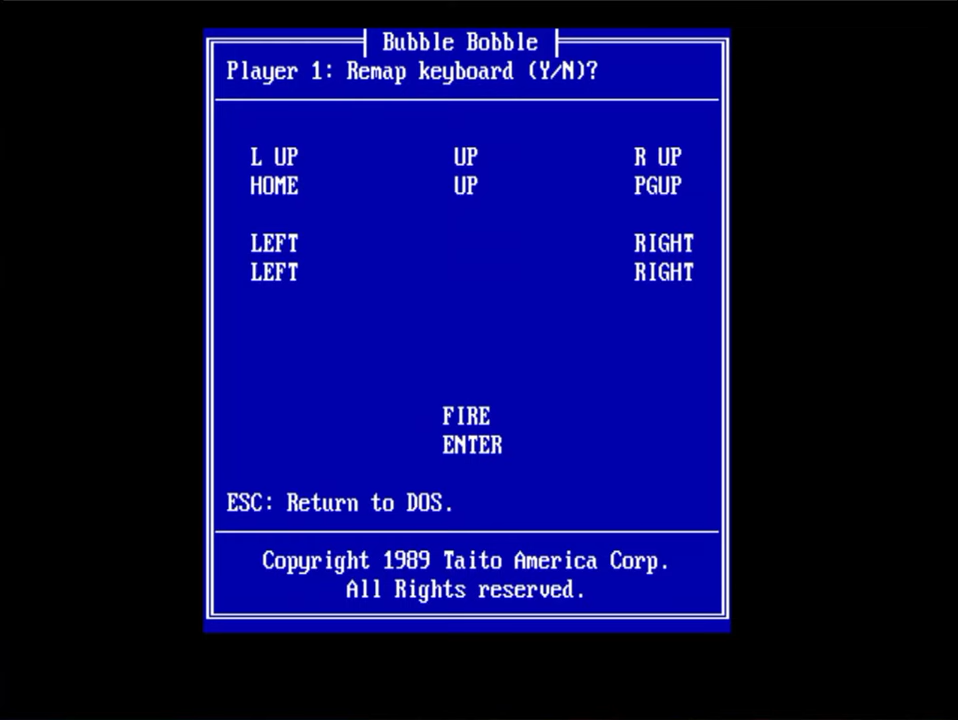 Bubble Bobble
Player 1: Remap keyboard (Y/N)?
L UP UP R UP
HOME UP PGUP
LEFT RIGHT
LEFT RIGHT
FIRE
ENTER
ESC: Return to DOS.
Copyright 1989 Taito America Corp.
All Rights reserved.